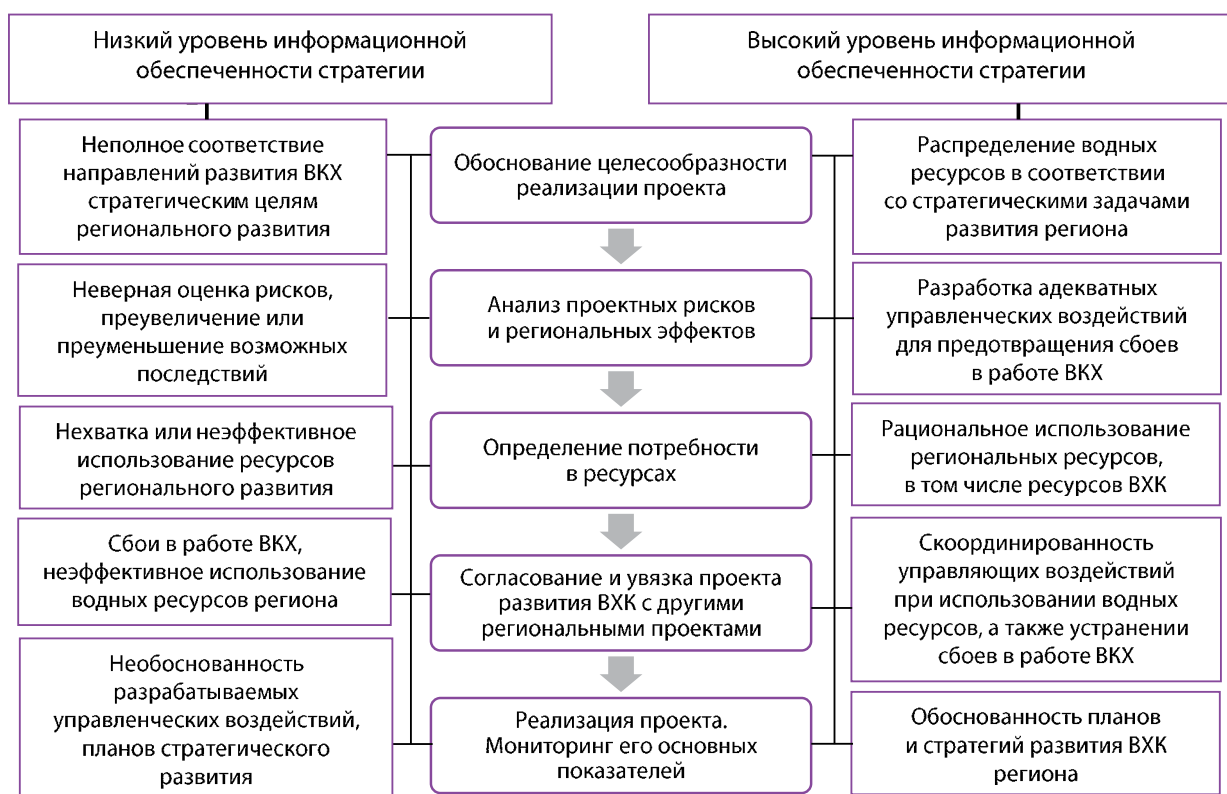 Низкий уровень информационной
обеспеченности стратегии
Высокий уровень информационной
обеспеченности стратегии
Неполное соответствие
направлений развития ВКХ
стратегическим целям
регионального развития
Обоснование целесообразности
реализации проекта
Распределение водных
ресурсов в соответствии
со стратегическими задачами
развития региона
Неверная оценка рисков,
преувеличение или
преуменьшение возможных
последствий
Анализ проектных рисков
и региональных эффектов
Разработка адекватных
управленческих воздействий
для предотвращения сбоев
в работе ВКХ
Нехватка или неэффективное
использование ресурсов
регионального развития
Определение потребности
в ресурсах
Рациональное использование
региональных ресурсов,
в том числе ресурсов ВХК
Сбои в работе ВКХ,
неэффективное использование
водных ресурсов региона
Согласование и увязка проекта
развития ВХК с другими
региональными проектами
Скоординированность
управляющих воздействий
при использовании водных
ресурсов, а также устранении
сбоев в работе ВКХ
Необоснованность
разрабатываемых
управленческих воздействий,
планов стратегического
развития
Реализация проекта.
Мониторинг его основных
показателей
Обоснованность планов
и стратегий развития ВХК
региона